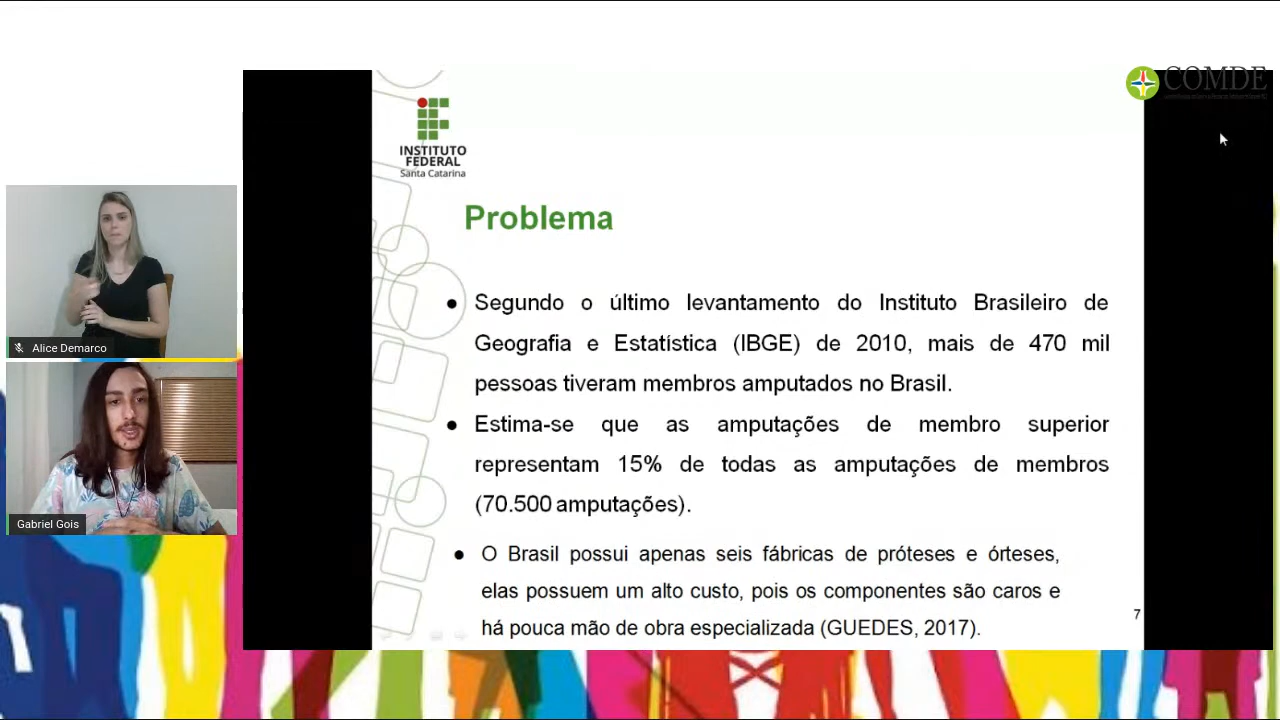 COMDE
INSTITUTO
FEDERAL
Santa Catarina
Problema
● Segundo o último levantamento do Instituto Brasileiro de
Geografia e Estatística (IBGE) de 2010, mais de 470 mil
pessoas tiveram membros amputados no Brasil.
● Estima-se que as amputações de membro superior
representam 15% de todas as amputações de membros
(70.500 amputações).
● O Brasil possui apenas seis fábricas de próteses e órteses,
elas possuem um alto custo, pois os componentes são caros e
há pouca mão de obra especializada (GUEDES, 2017).
7
Alice Demarco
Gabriel Gois